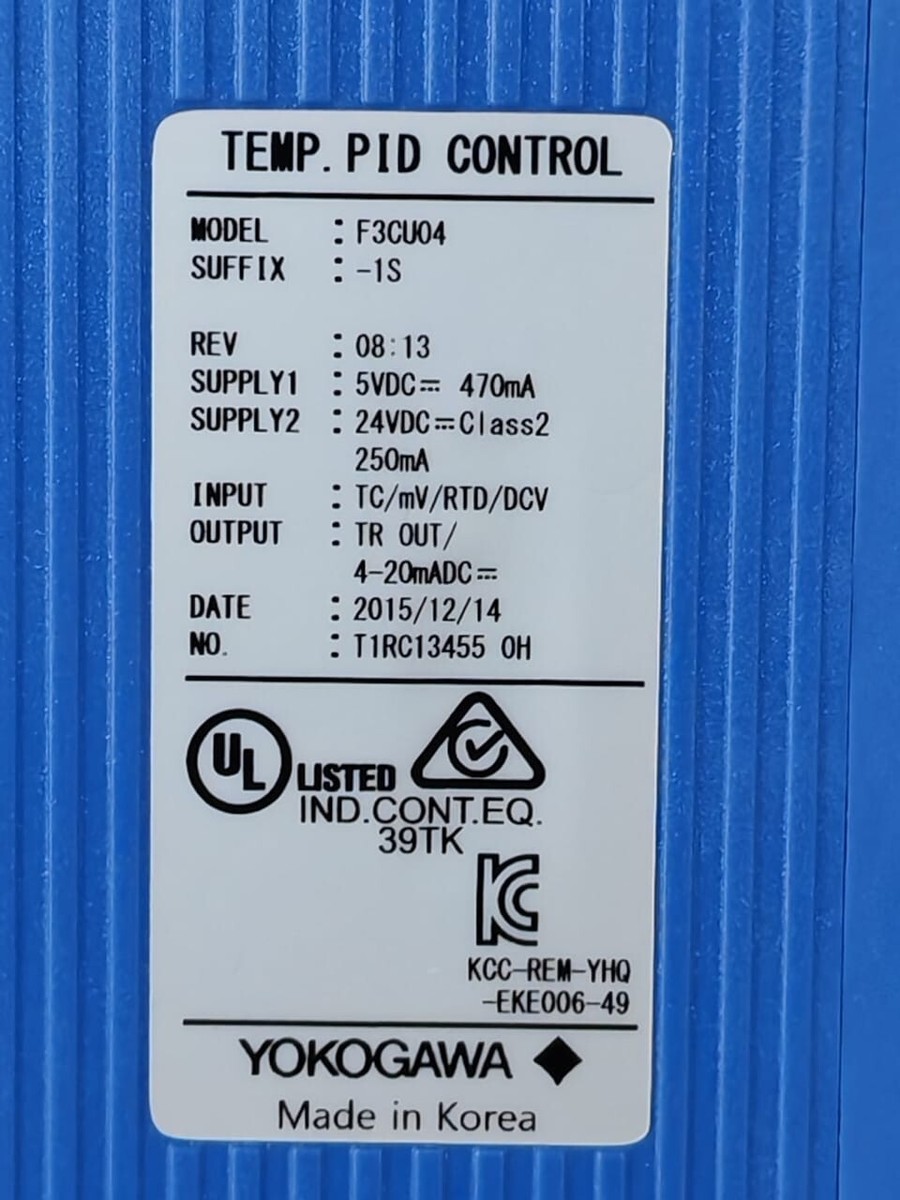 TEMP. PID CONTROL
MODEL : F3CU04
SUFFIX : -1S
REV : 08:13
SUPPLY1 : 5VDC⎓ 470mA
SUPPLY2 : 24VDC⎓Class2
250mA
INPUT : TC/mV/RTD/DCV
OUTPUT : TR OUT/
4-20mADC⎓
DATE : 2015/12/14
NO. : T1RC13455 0H
UL LISTED
IND.CONT.EQ.
39TK
KC
KCC-REM-YHQ
-EKE006-49
YOKOGAWA
Made in Korea